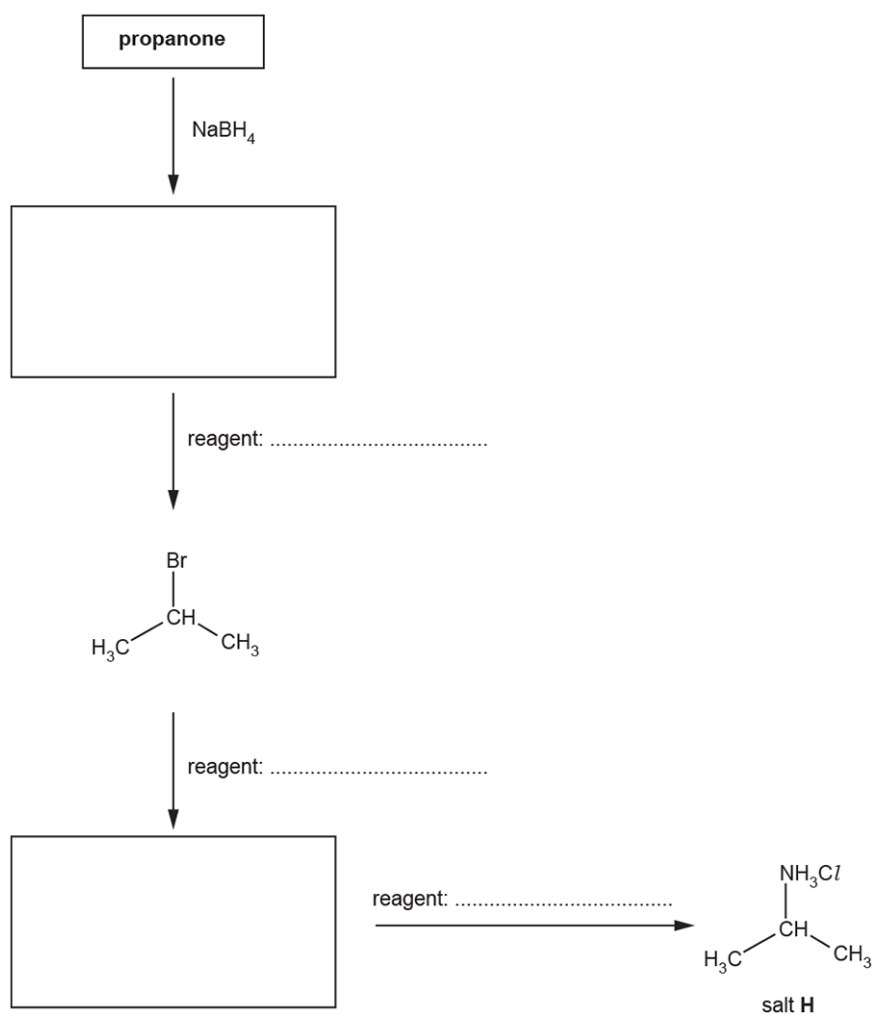 propanone
NaBH₄
reagent: ......................................
Br
CH
H₃C
CH₃
reagent: ......................................
reagent: ......................................
NH₃Cl
CH
H₃C
CH₃
salt H